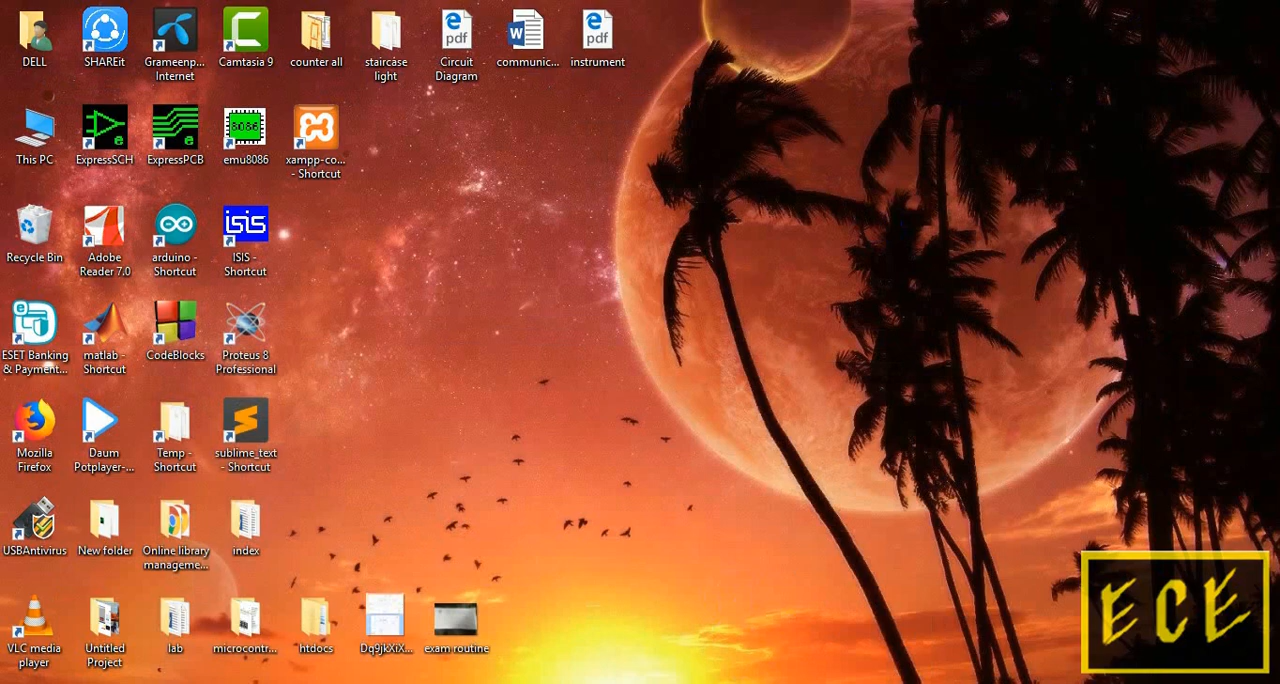 DELL
SHAREit
Grameenp...
Internet
Camtasia 9
counter all
staircase
light
pdf
Circuit
Diagram
W
communic...
pdf
instrument
This PC
e
ExpressSCH
e
ExpressPCB
8086
emu8086
xampp-co...
- Shortcut
Recycle Bin
Adobe
Reader 7.0
arduino -
Shortcut
isis
ISIS -
Shortcut
e
ESET Banking
& Payment...
matlab -
Shortcut
CodeBlocks
Proteus 8
Professional
Mozilla
Firefox
Daum
Potplayer-...
Temp -
Shortcut
sublime_text
- Shortcut
USBAntivirus
New folder
Online library
manageme...
index
VLC media
player
Untitled
Project
lab
microcontr...
htdocs
Dq9jkXiX...
exam routine
ECE